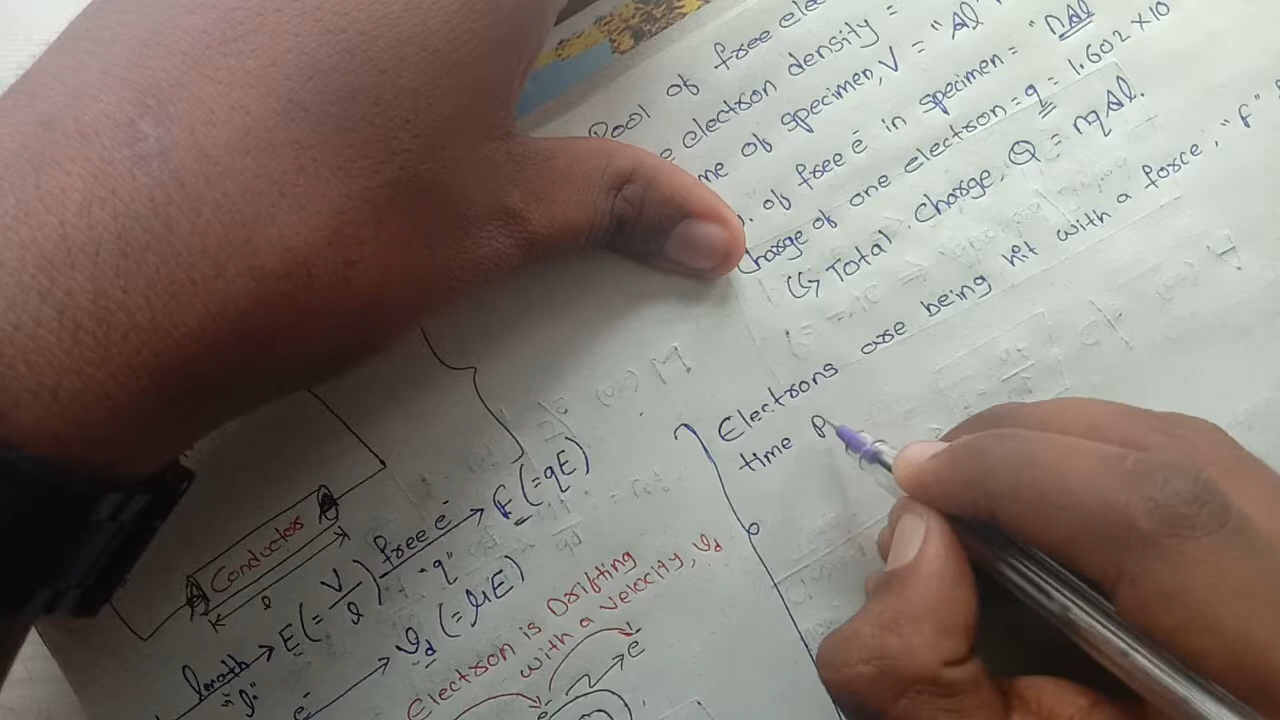 Pool of free ele
electron density =
of specimen, V = "Al"
of free e⁻ in specimen = "nAl
Charge of one electron = q = 1.602 × 10
↳ Total charge, Q = nqAl.
Electrons are being hit with a force, "F"
time P
Conductor
l
length → E (= V/l) free e⁻ "q" → F (= qE)
"l"
e⁻ → vd (= μE)
Electron is Drifting
with a velocity, vd
e⁻
e⁻